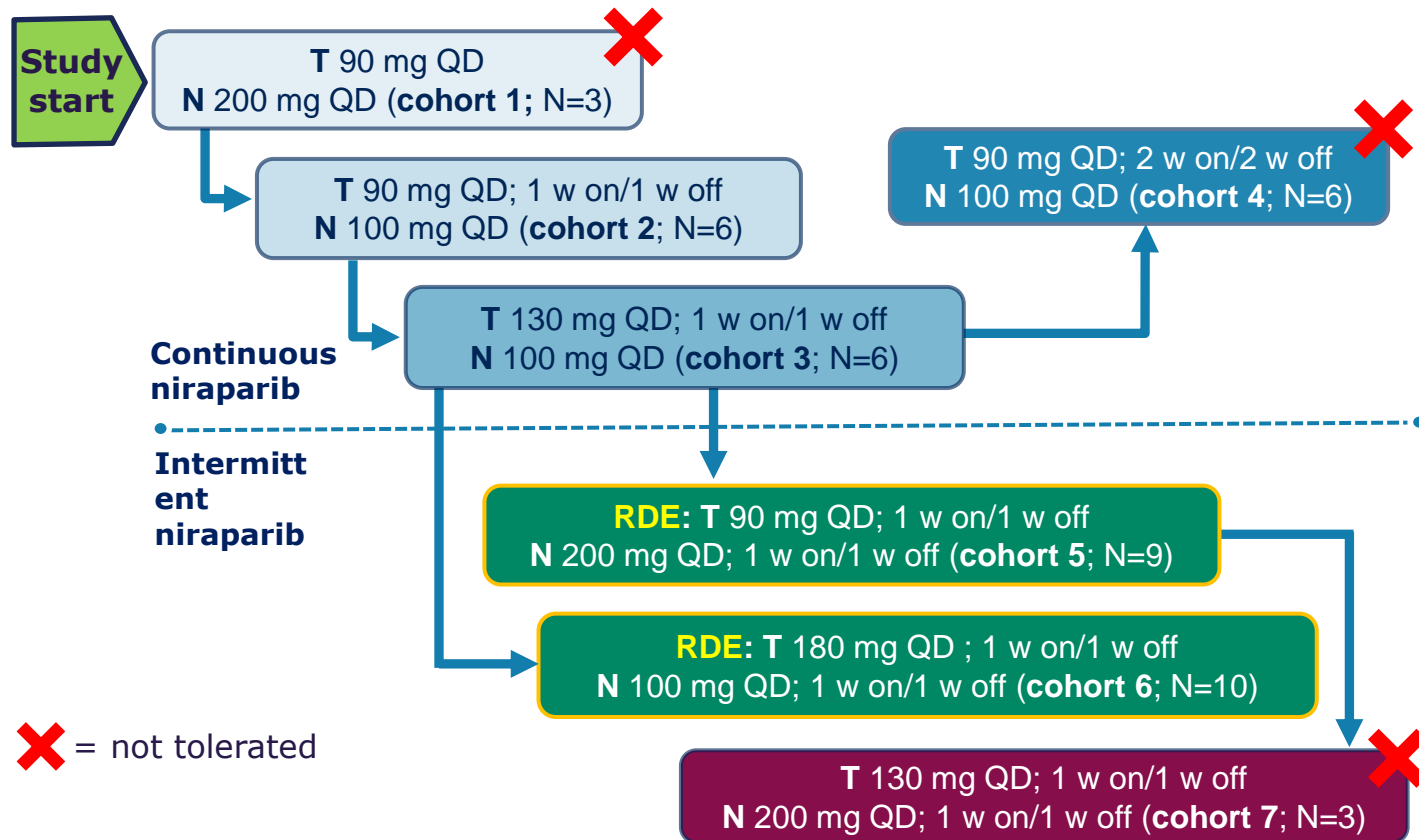 Study
start
T 90 mg QD
N 200 mg QD (cohort 1; N=3)
T 90 mg QD; 1 w on/1 w off
N 100 mg QD (cohort 2; N=6)
T 90 mg QD; 2 w on/2 w off
N 100 mg QD (cohort 4; N=6)
T 130 mg QD; 1 w on/1 w off
N 100 mg QD (cohort 3; N=6)
Continuous
niraparib
Intermitt
ent
niraparib
RDE: T 90 mg QD; 1 w on/1 w off
N 200 mg QD; 1 w on/1 w off (cohort 5; N=9)
RDE: T 180 mg QD ; 1 w on/1 w off
N 100 mg QD; 1 w on/1 w off (cohort 6; N=10)
= not tolerated
T 130 mg QD; 1 w on/1 w off
N 200 mg QD; 1 w on/1 w off (cohort 7; N=3)